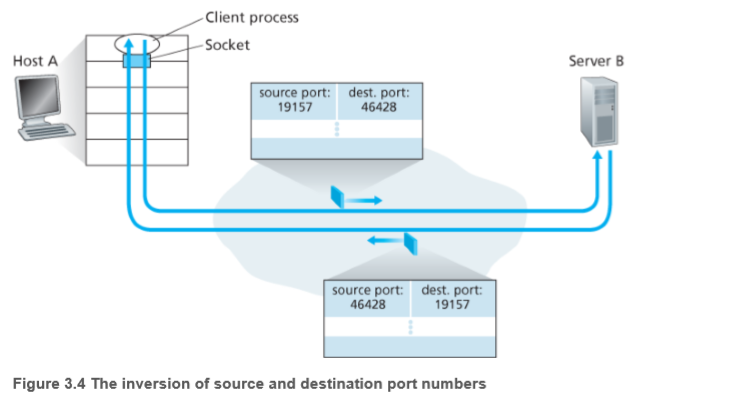 Client process
Socket
Host A
Server B
source port: dest. port:
19157 46428
source port: dest. port:
46428 19157
Figure 3.4 The inversion of source and destination port numbers